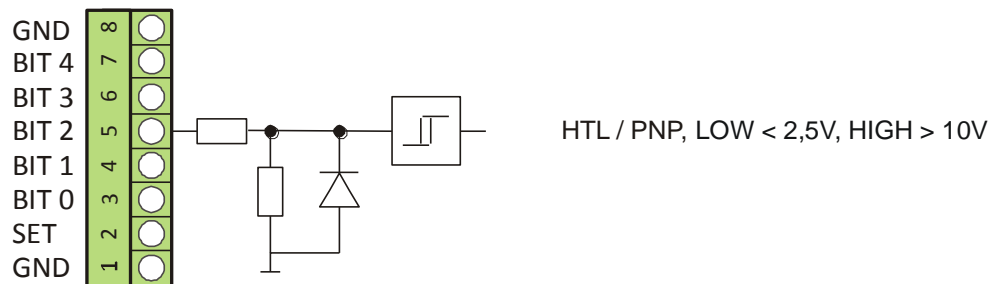 GND 8
BIT 4 7
BIT 3 6
BIT 2 5 HTL / PNP, LOW < 2,5V, HIGH > 10V
BIT 1 4
BIT 0 3
SET 2
GND 1